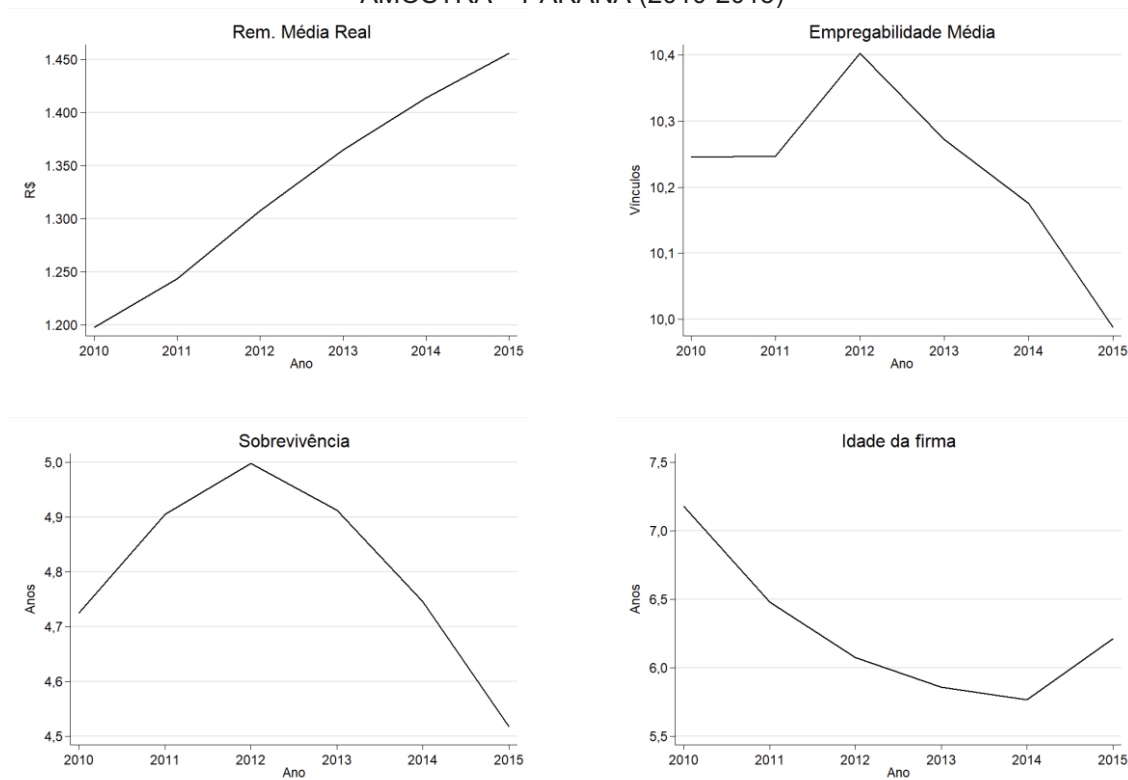 Rem. Média Real
R$
1.450
1.400
1.350
1.300
1.250
1.200
2010 2011 2012 2013 2014 2015
Ano
Empregabilidade Média
Vínculos
10,4
10,3
10,2
10,1
10,0
2010 2011 2012 2013 2014 2015
Ano
Sobrevivência
Anos
5,0
4,9
4,8
4,7
4,6
4,5
2010 2011 2012 2013 2014 2015
Ano
Idade da firma
Anos
7,5
7,0
6,5
6,0
5,5
2010 2011 2012 2013 2014 2015
Ano